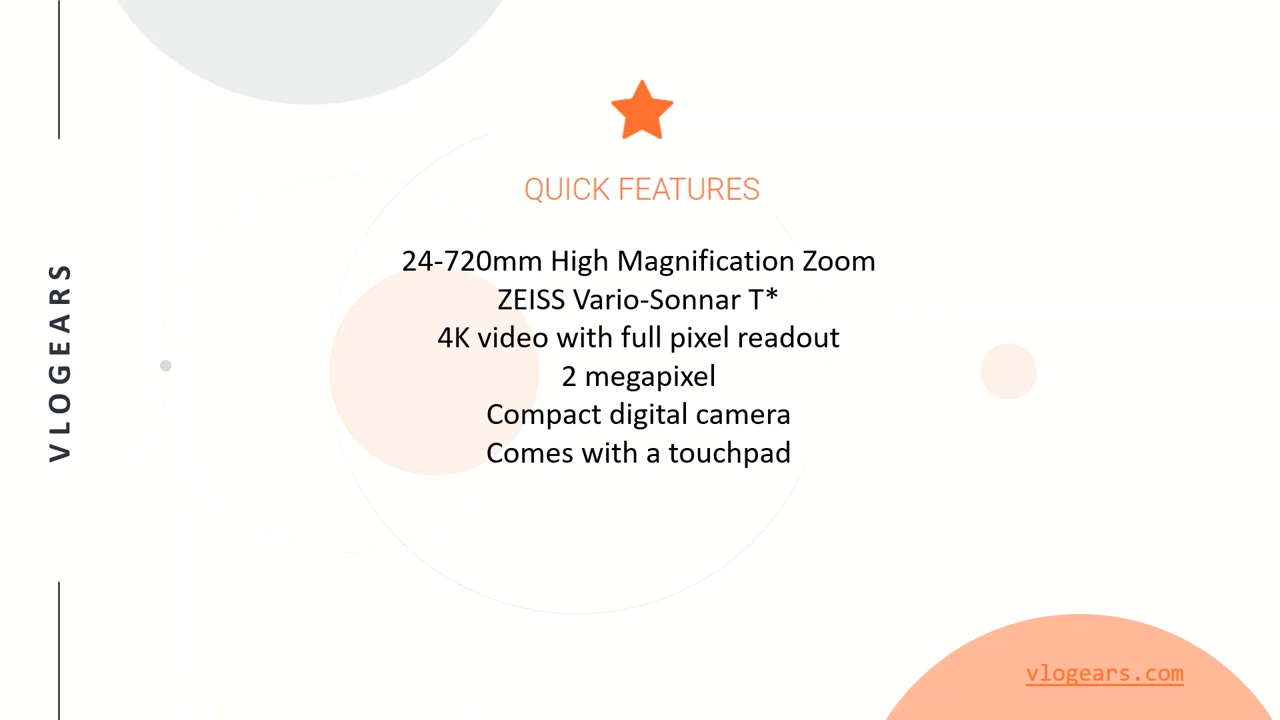 VLOGEARS
QUICK FEATURES
24-720mm High Magnification Zoom
ZEISS Vario-Sonnar T*
4K video with full pixel readout
2 megapixel
Compact digital camera
Comes with a touchpad
vlogears.com